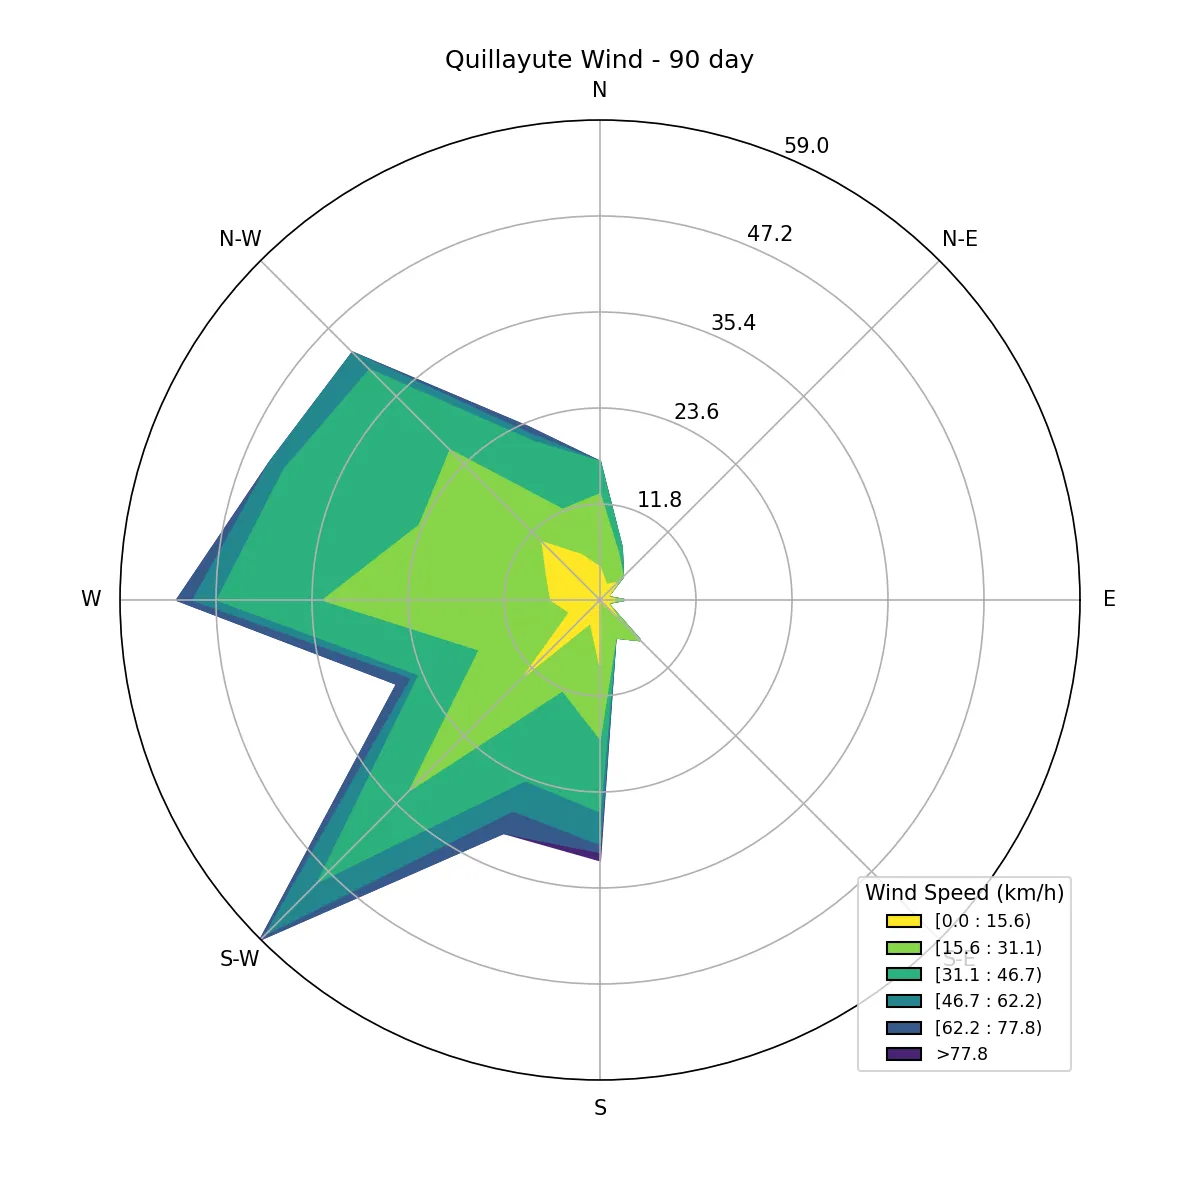 Quillayute Wind - 90 day
N
59.0
N-W
47.2
N-E
35.4
23.6
11.8
W
E
Wind Speed (km/h)
[0.0 : 15.6)
[15.6 : 31.1)
S-W
S-E
[31.1 : 46.7)
[46.7 : 62.2)
[62.2 : 77.8)
>77.8
S